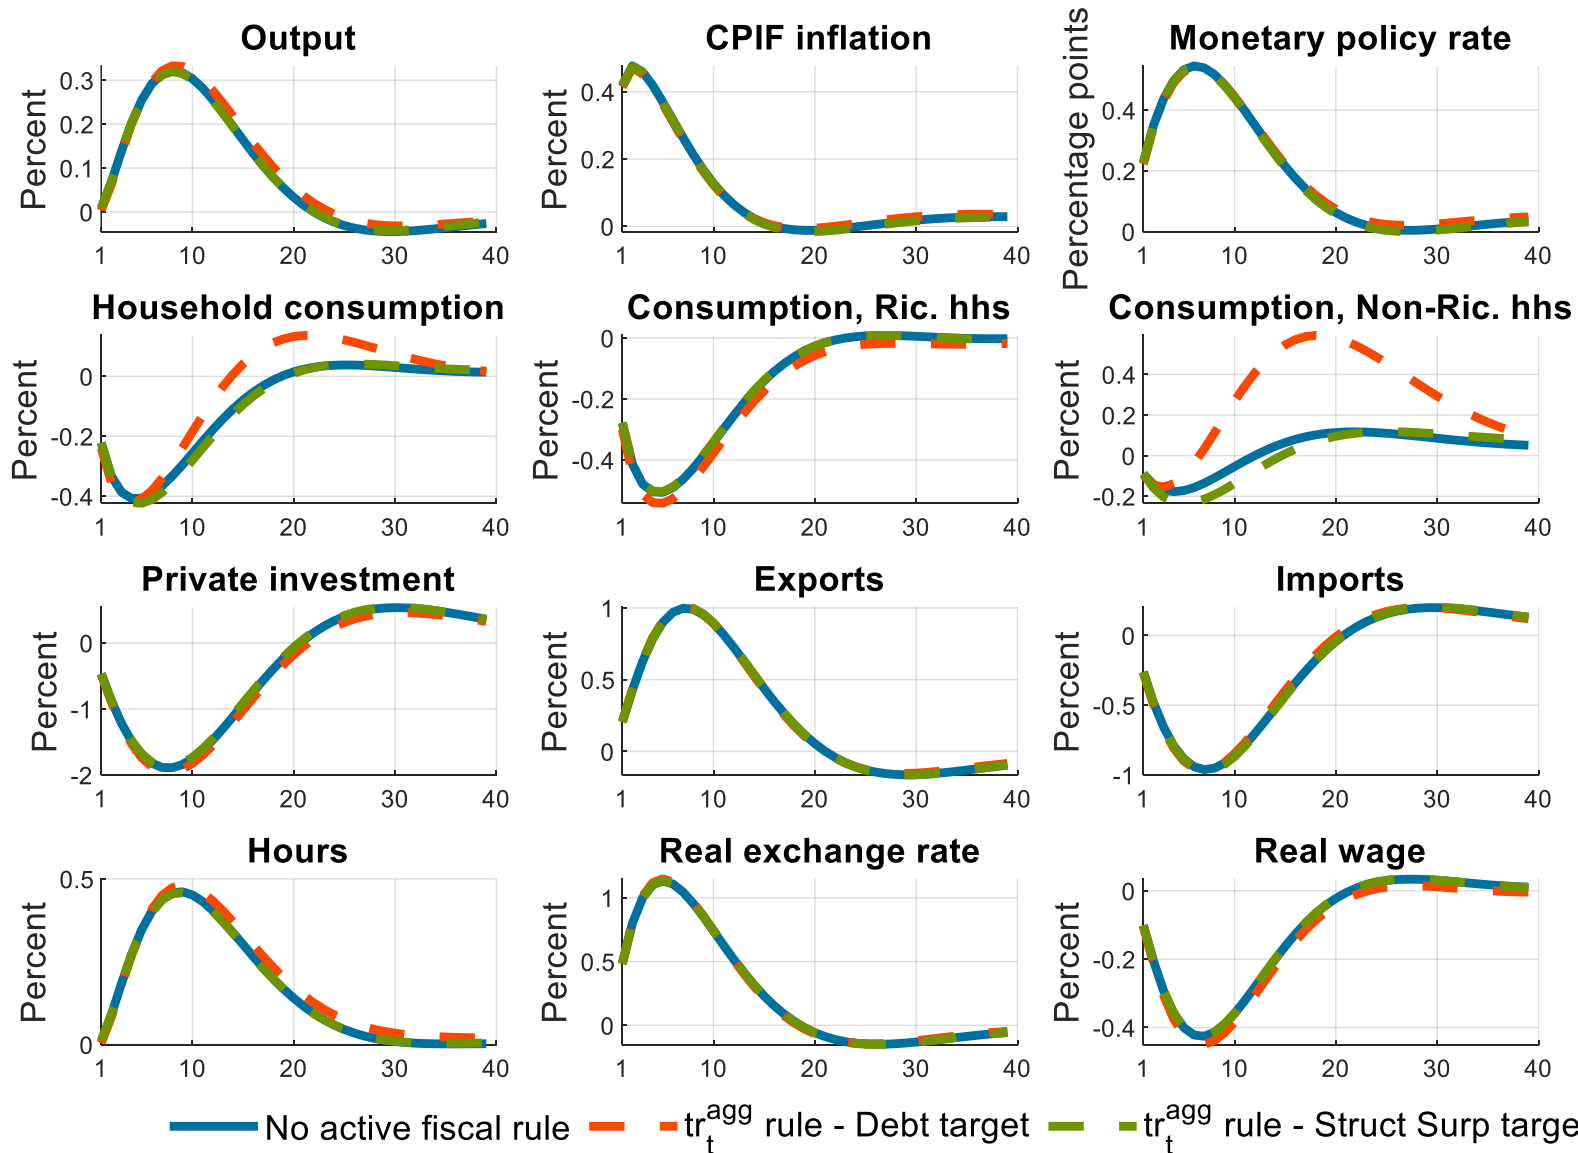 Output
CPIF inflation
Monetary policy rate
Percent
0.3
0.2
0.1
0
1 10 20 30 40
Percent
0.4
0.2
0
1 10 20 30 40
Percentage points
0.4
0.2
0
1 10 20 30 40
Household consumption
Consumption, Ric. hhs
Consumption, Non-Ric. hhs
Percent
0
-0.2
-0.4
1 10 20 30 40
Percent
0
-0.2
-0.4
1 10 20 30 40
Percent
0.4
0.2
0
-0.2
1 10 20 30 40
Private investment
Exports
Imports
Percent
0
-1
-2
1 10 20 30 40
Percent
1
0.5
0
1 10 20 30 40
Percent
0
-0.5
-1
1 10 20 30 40
Hours
Real exchange rate
Real wage
Percent
0.5
0
1 10 20 30 40
Percent
1
0.5
0
1 10 20 30 40
Percent
0
-0.2
-0.4
1 10 20 30 40
No active fiscal rule
tr_t^agg rule - Debt target
tr_t^agg rule - Struct Surp targe